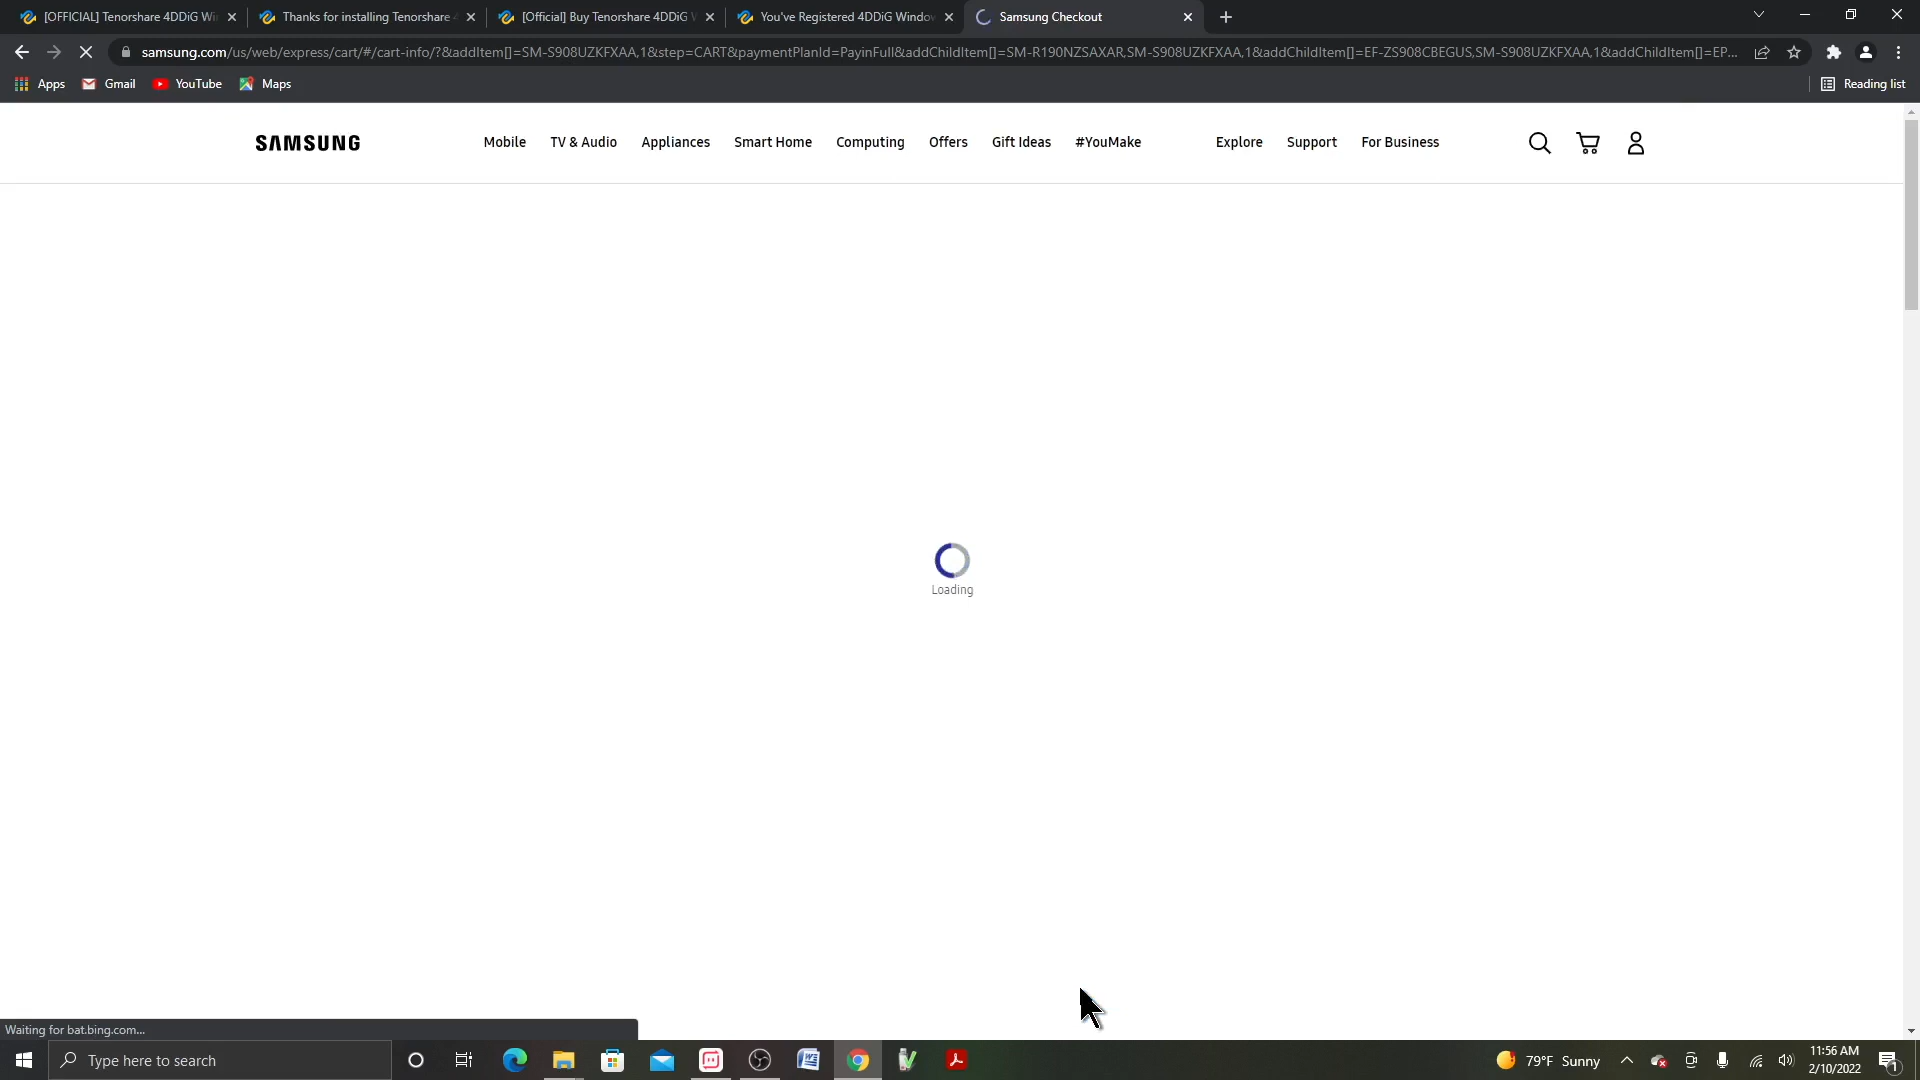 [OFFICIAL] Tenorshare 4DDiG Wi
Thanks for installing Tenorshare
[Official] Buy Tenorshare 4DDiG
You've Registered 4DDiG Windo
Samsung Checkout
samsung.com/us/web/express/cart/#/cart-info/?&addItem[]=SM-S908UZKFXAA,1&step=CART&paymentPlanId=PayinFull&addChildItem[]=SM-R190NZSAXAR,SM-S908UZKFXAA,1&addChildItem[]=EF-ZS908CBEGUS,SM-S908UZKFXAA,1&addChildItem[]=EP...
Apps
Gmail
YouTube
Maps
Reading list
SAMSUNG
Mobile
TV & Audio
Appliances
Smart Home
Computing
Offers
Gift Ideas
#YouMake
Explore
Support
For Business
Loading
Waiting for bat.bing.com...
Type here to search
79°F Sunny
11:56 AM
2/10/2022
1